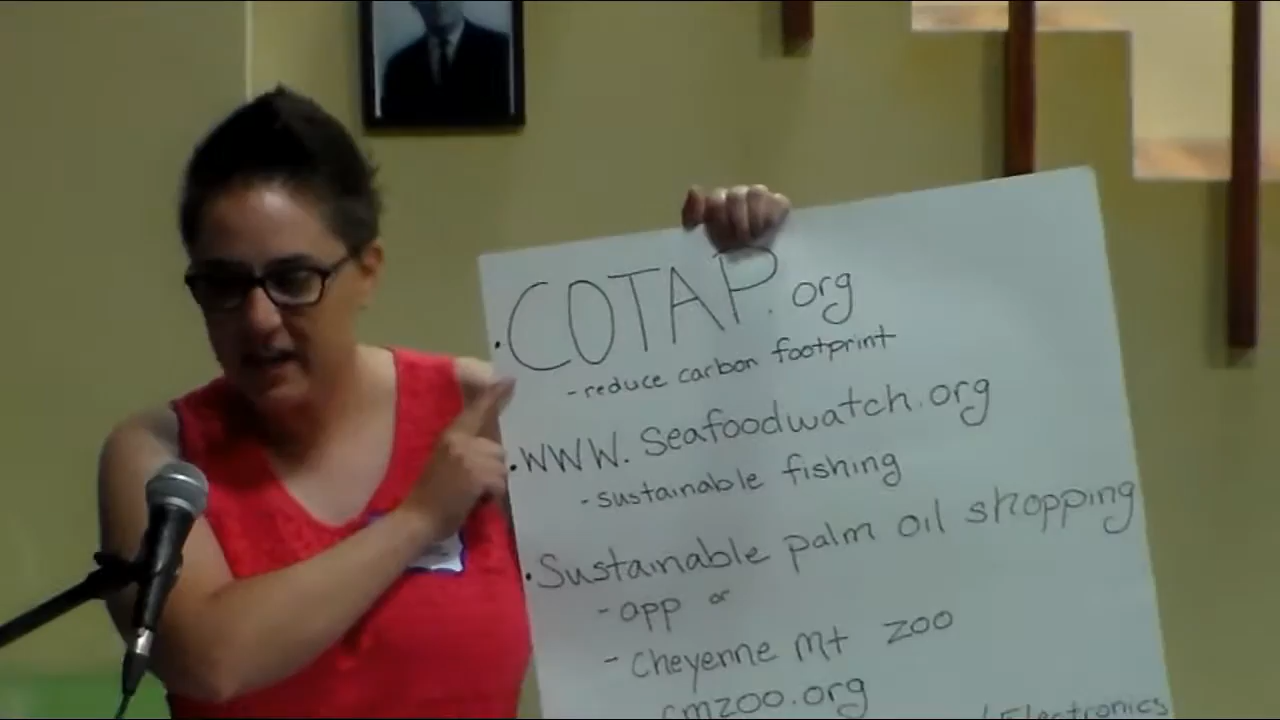 • COTAP.org
- reduce carbon footprint
• WWW. Seafoodwatch.org
- sustainable fishing
• Sustainable palm oil shopping
- app or
- Cheyenne Mt Zoo
cmzoo.org
/Electronics